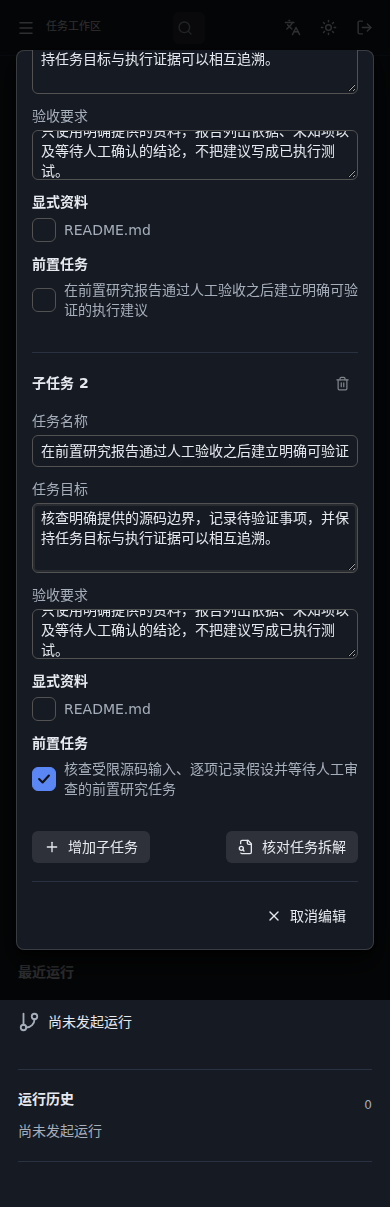 任务工作区
持任务目标与执行证据可以相互追溯。
验收要求
只使用明确提供的资料，报告列出依据、未知项以
及等待人工确认的结论，不把建议写成已执行测
试。
显式资料
README.md
前置任务
在前置研究报告通过人工验收之后建立明确可验
证的执行建议
子任务 2
任务名称
在前置研究报告通过人工验收之后建立明确可验证
任务目标
核查明确提供的源码边界，记录待验证事项，并保
持任务目标与执行证据可以相互追溯。
验收要求
只使用明确提供的资料，报告列出依据、未知项以
及等待人工确认的结论，不把建议写成已执行测
试。
显式资料
README.md
前置任务
核查受限源码输入、逐项记录假设并等待人工审
查的前置研究任务
增加子任务
核对任务拆解
取消编辑
最近运行
尚未发起运行
运行历史
0
尚未发起运行